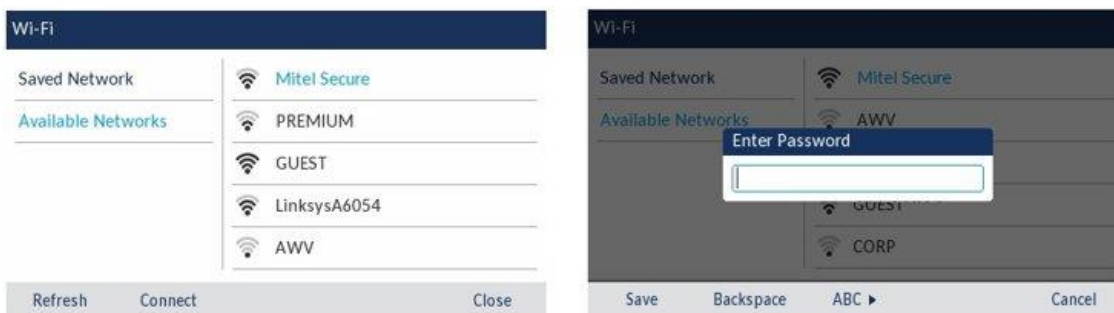 Wi-Fi
Saved Network
Available Networks
Mitel Secure
PREMIUM
GUEST
LinksysA6054
AWV
Refresh Connect Close
Wi-Fi
Saved Network
Available Networks
Mitel Secure
AWV
Enter Password
GUEST
CORP
Save Backspace ABC ▸ Cancel